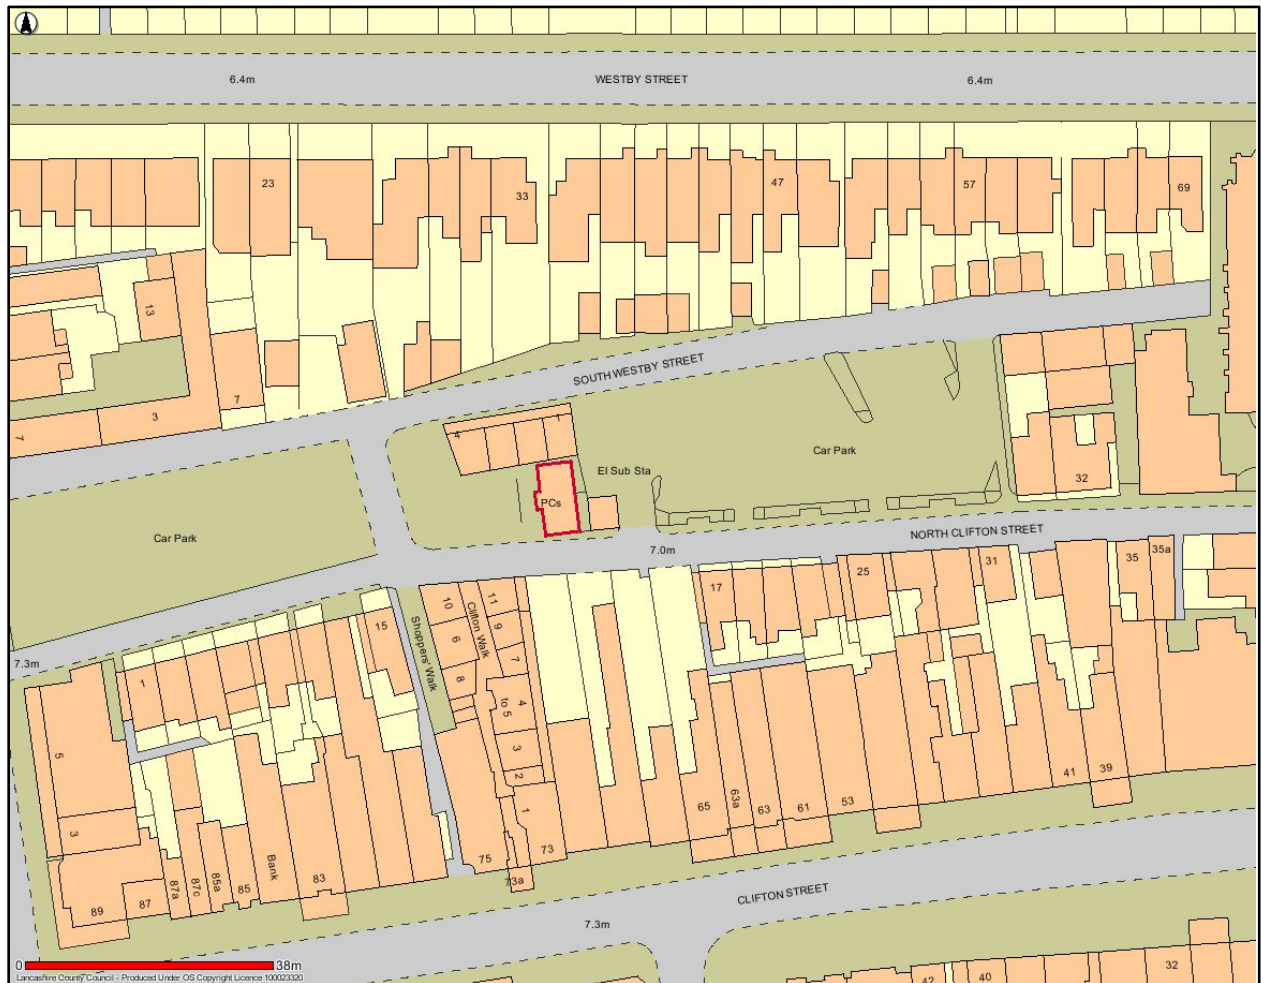 6.4m
WESTBY STREET
6.4m
23
33
47
57
69
13
7
3
7
SOUTH WESTBY STREET
4
1
El Sub Sta
Car Park
32
PCs
Car Park
7.0m
NORTH CLIFTON STREET
7.3m
1
15
Shoppers' Walk
10
6
8
Clifton Walk
11
9
7
4
to 5
3
2
1
17
25
31
35
35a
5
3
89
87
87a
87c
85a
85
Bank
83
75
73a
73
65
63a
63
61
53
41
39
CLIFTON STREET
7.3m
42
40
32
0
38m
Lancashire County Council - Produced Under OS Copyright Licence 100023320